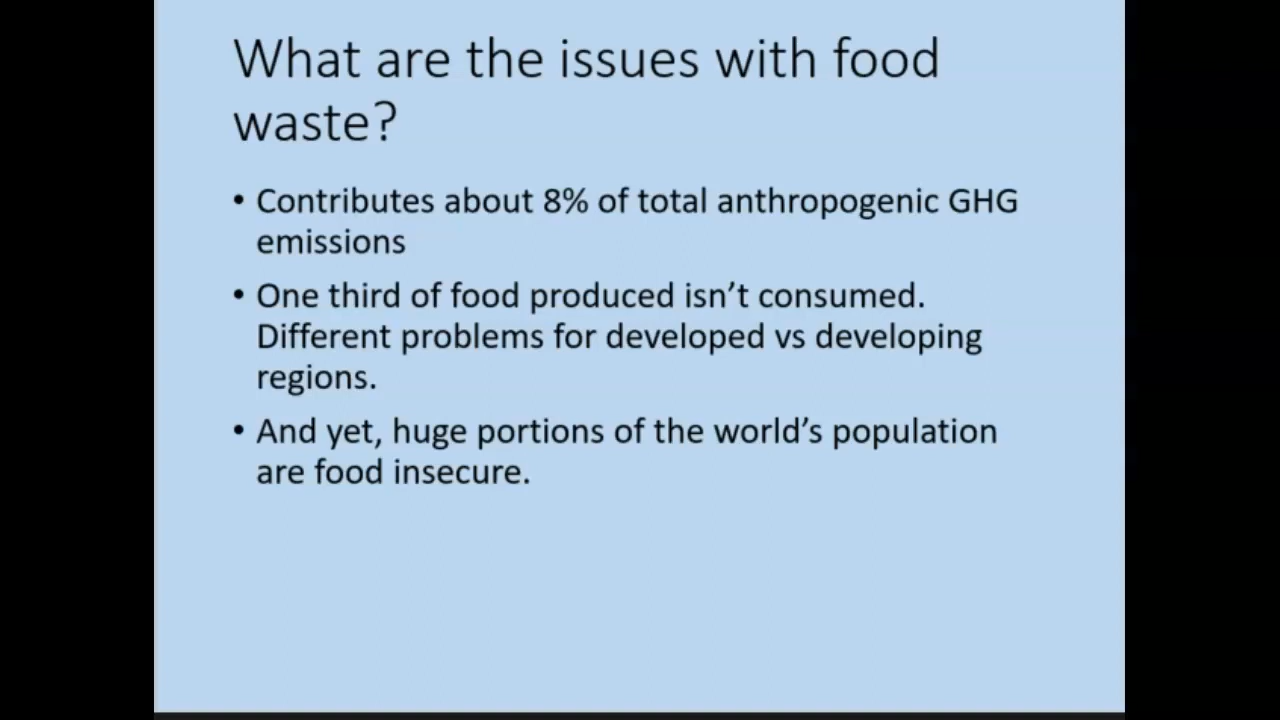 What are the issues with food
waste?
• Contributes about 8% of total anthropogenic GHG
emissions
• One third of food produced isn’t consumed.
Different problems for developed vs developing
regions.
• And yet, huge portions of the world’s population
are food insecure.